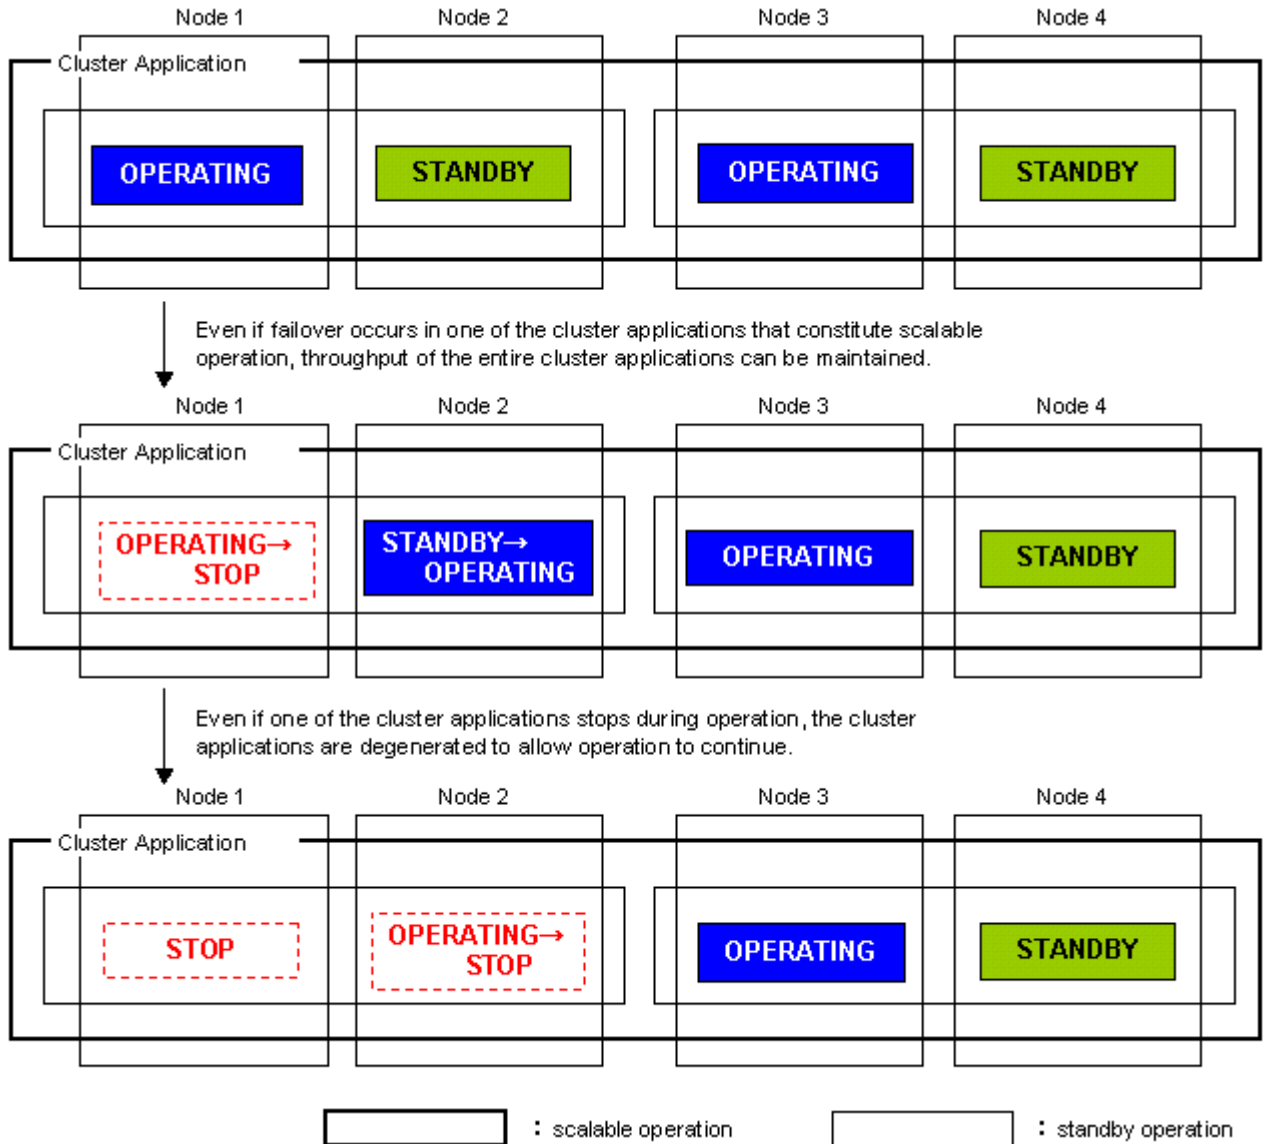 Node 1 Node 2 Node 3 Node 4
Cluster Application
OPERATING STANDBY OPERATING STANDBY
Even if failover occurs in one of the cluster applications that constitute scalable
operation, throughput of the entire cluster applications can be maintained.
Node 1 Node 2 Node 3 Node 4
Cluster Application
OPERATING→
STOP
STANDBY→
OPERATING
OPERATING
STANDBY
Even if one of the cluster applications stops during operation, the cluster
applications are degenerated to allow operation to continue.
Node 1 Node 2 Node 3 Node 4
Cluster Application
STOP
OPERATING→
STOP
OPERATING
STANDBY
: scalable operation
: standby operation